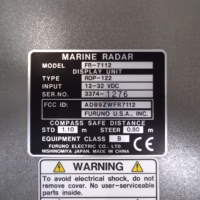 MARINE RADAR
MODEL FR-7112
DISPLAY UNIT
TYPE RDP-122
INPUT 12-32 VDC
SER.NO. 3374-1276
FCC ID: ADB9ZWFR7112
FURUNO U.S.A., INC.
COMPASS SAFE DISTANCE
STD 1.10 m STEER 0.80 m
EQUIPMENT CLASS B
FURUNO ELECTRIC CO., LTD.
NISHINOMIYA JAPAN MADE IN JAPAN
WARNING
To avoid electrical shock, do not
remove cover. No user-serviceable
parts inside.